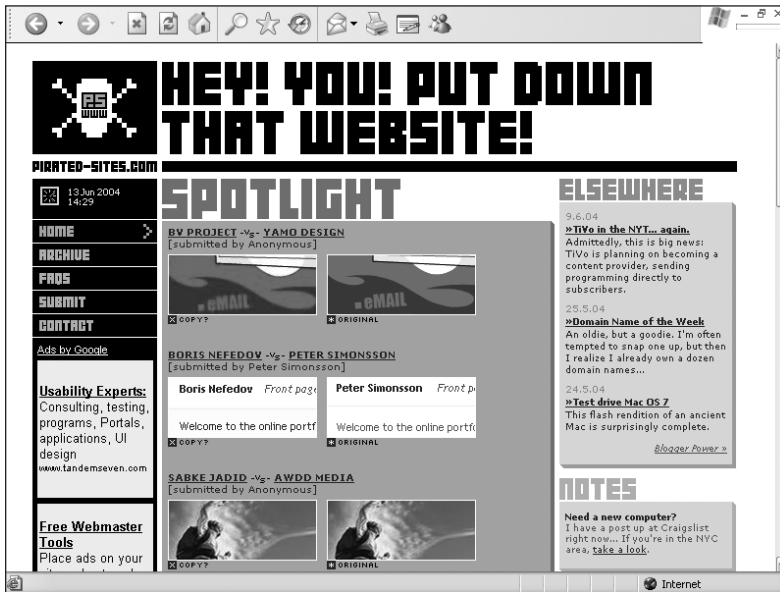 PS
WWW
HEY! YOU! PUT DOWN
THAT WEBSITE!
PIRATED-SITES.COM
13 Jun 2004
14:29
HOME
ARCHIVE
FAQS
SUBMIT
CONTACT
Ads by Google
Usability Experts:
Consulting, testing,
programs, Portals,
applications, UI
design
www.tandemseven.com
Free Webmaster
Tools
Place ads on your
SPOTLIGHT
BV PROJECT -vs- YAMO DESIGN
[submitted by Anonymous]
eMAIL
eMAIL
COPY?
ORIGINAL
BORIS NEFEDOV -vs- PETER SIMONSSON
[submitted by Peter Simonsson]
Boris Nefedov Front page
Welcome to the online portf
Peter Simonsson Front p
Welcome to the online portfo
COPY?
ORIGINAL
SABKE JADID -vs- AWDD MEDIA
[submitted by Anonymous]
COPY?
ORIGINAL
ELSEWHERE
9.6.04
»TiVo in the NYT... again.
Admittedly, this is big news:
TiVo is planning on becoming a
content provider, sending
programming directly to
subscribers.
25.5.04
»Domain Name of the Week
An oldie, but a goodie. I'm often
tempted to snap one up, but then
I realize I already own a dozen
domain names...
24.5.04
»Test drive Mac OS 7
This flash rendition of an ancient
Mac is surprisingly complete.
Blogger Power »
NOTES
Need a new computer?
I have a post up at Craigslist
right now... If you're in the NYC
area, take a look.
Internet